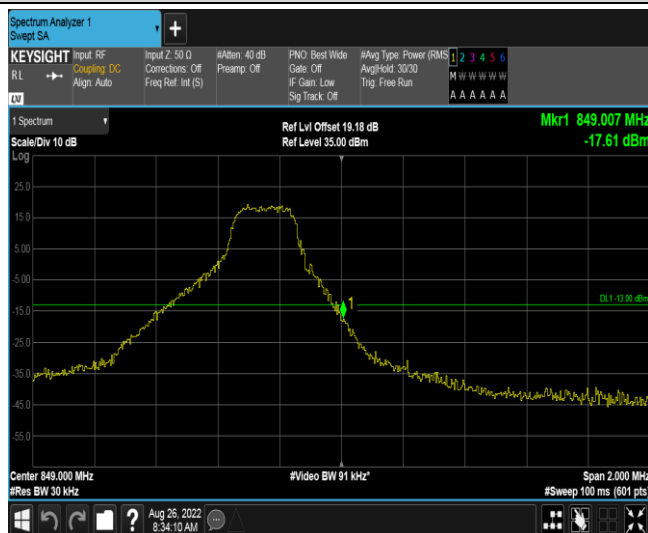 Spectrum Analyzer 1
Swept SA
KEYSIGHT
RL
Input: RF
Coupling: DC
Align: Auto
Input Z: 50 Ω
Corrections: Off
Freq Ref: Int (S)
#Atten: 40 dB
Preamp: Off
PNO: Best Wide
Gate: Off
IF Gain: Low
Sig Track: Off
#Avg Type: Power (RMS
Avg|Hold: 30/30
Trig: Free Run
1 2 3 4 5 6
M W W W W W
A A A A A A
1 Spectrum
Scale/Div 10 dB
Ref Lvl Offset 19.18 dB
Ref Level 35.00 dBm
Mkr1 849.007 MHz
-17.61 dBm
Log
25.0
15.0
5.00
-5.00
-15.0
-25.0
-35.0
-45.0
-55.0
1
DL1 -13.00 dBm
Center 849.000 MHz
#Res BW 30 kHz
#Video BW 91 kHz*
Span 2.000 MHz
#Sweep 100 ms (601 pts)
Aug 26, 2022
8:34:10 AM